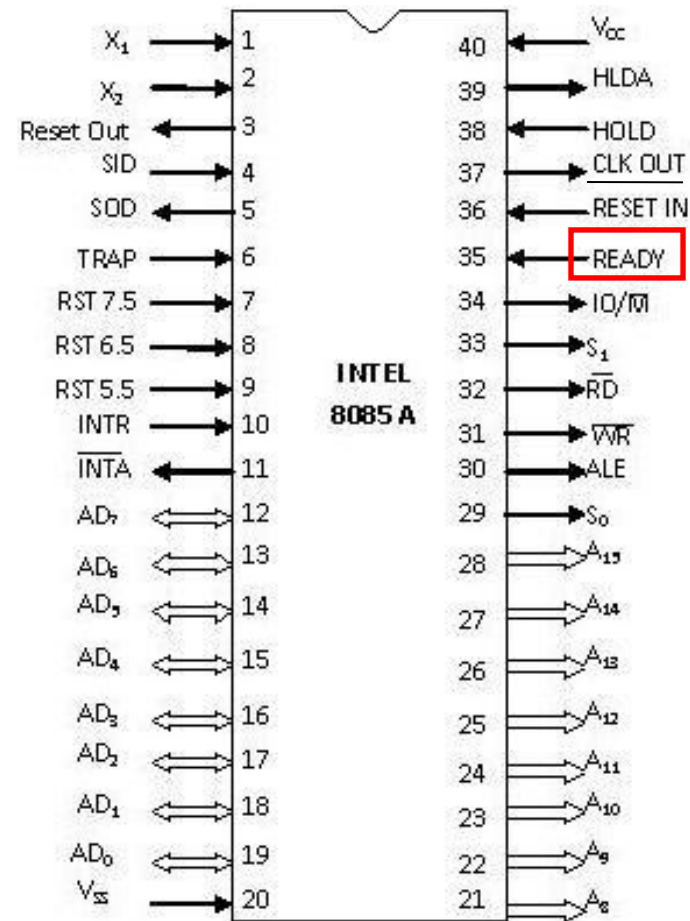 X₁ 1 40 Vcc
X₂ 2 39 HLDA
Reset Out 3 38 HOLD
SID 4 37 CLK OUT
SOD 5 36 RESET IN
TRAP 6 35 READY
RST 7.5 7 34 IO/M̅
RST 6.5 8 33 S₁
RST 5.5 9 32 R̅D̅
INTR 10 31 W̅R̅
I̅N̅T̅A̅ 11 30 ALE
AD₇ 12 29 S₀
AD₆ 13 28 A₁₅
AD₅ 14 27 A₁₄
AD₄ 15 26 A₁₃
AD₃ 16 25 A₁₂
AD₂ 17 24 A₁₁
AD₁ 18 23 A₁₀
AD₀ 19 22 A₉
Vss 20 21 A₈
INTEL
8085 A